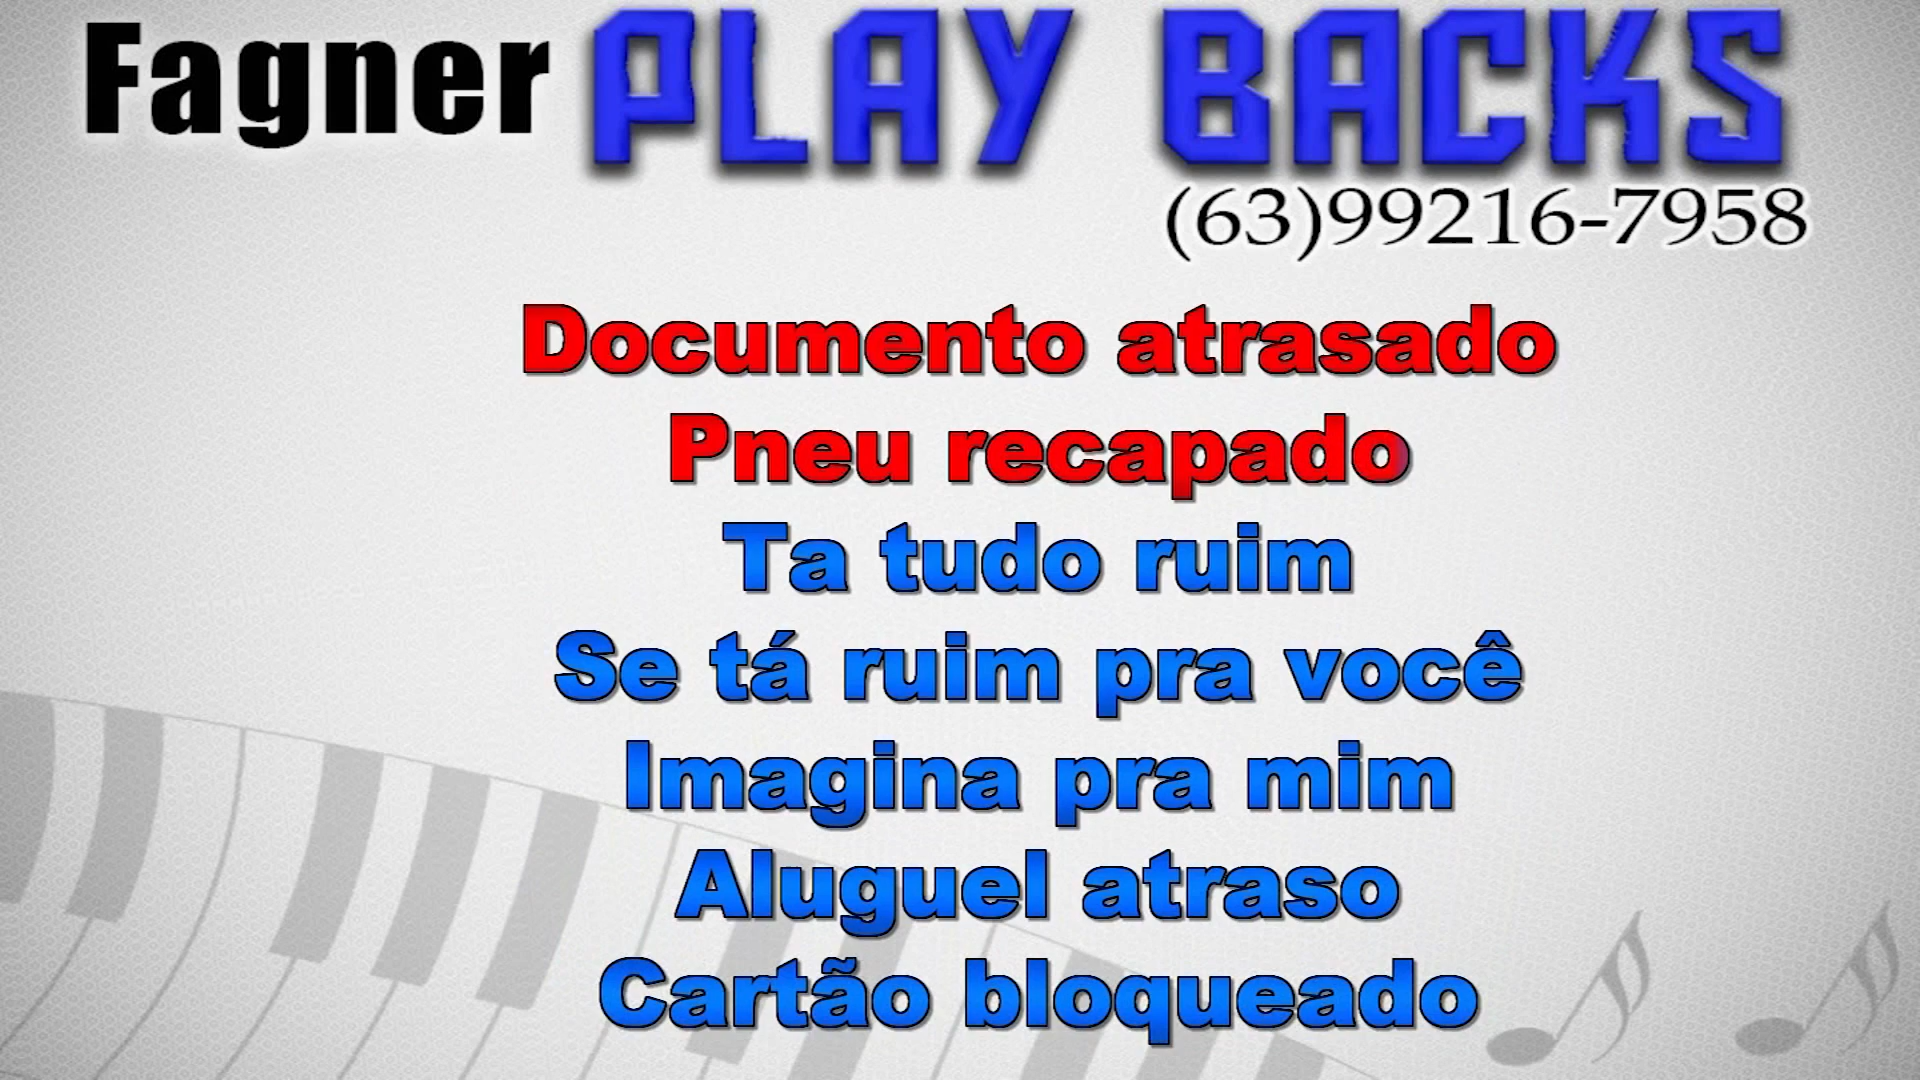 Fagner PLAY BACKS
(63)99216-7958
Documento atrasado
Pneu recapado
Ta tudo ruim
Se tá ruim pra você
Imagina pra mim
Aluguel atraso
Cartão bloqueado